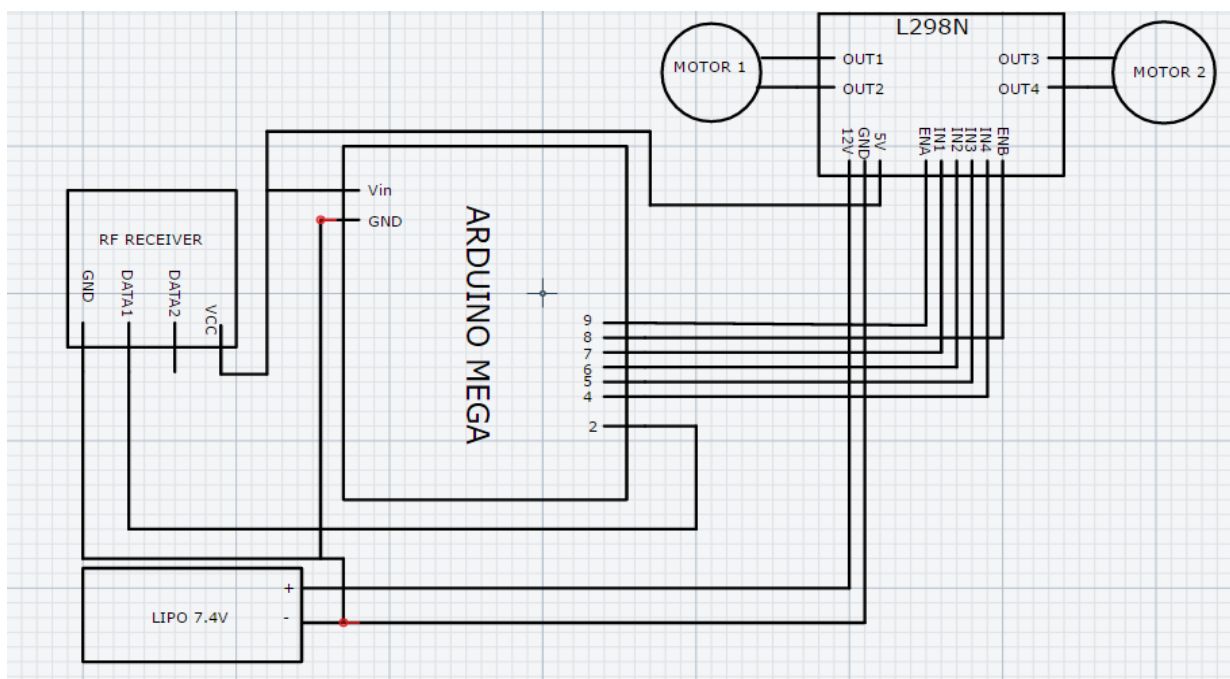 L298N
MOTOR 1
OUT1
OUT2
OUT3
OUT4
MOTOR 2
12V
GND
5V
ENA
IN1
IN2
IN3
IN4
ENB
Vin
GND
ARDUINO MEGA
RF RECEIVER
GND
DATA1
DATA2
VCC
9
8
7
6
5
4
2
+
LIPO 7.4V
-